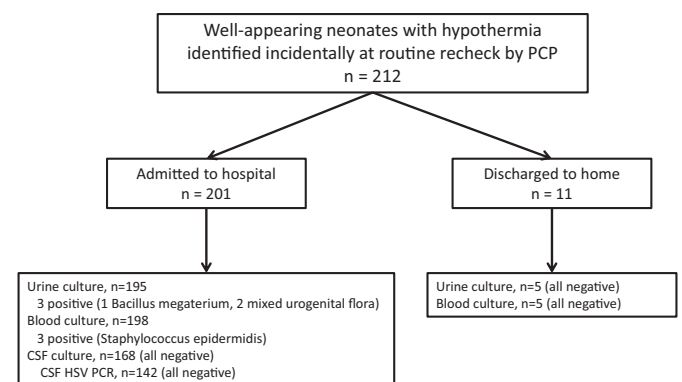 Well-appearing neonates with hypothermia
identified incidentally at routine recheck by PCP
n = 212
Admitted to hospital
n = 201
Discharged to home
n = 11
Urine culture, n=195
3 positive (1 Bacillus megaterium, 2 mixed urogenital flora)
Blood culture, n=198
3 positive (Staphylococcus epidermidis)
CSF culture, n=168 (all negative)
CSF HSV PCR, n=142 (all negative)
Urine culture, n=5 (all negative)
Blood culture, n=5 (all negative)